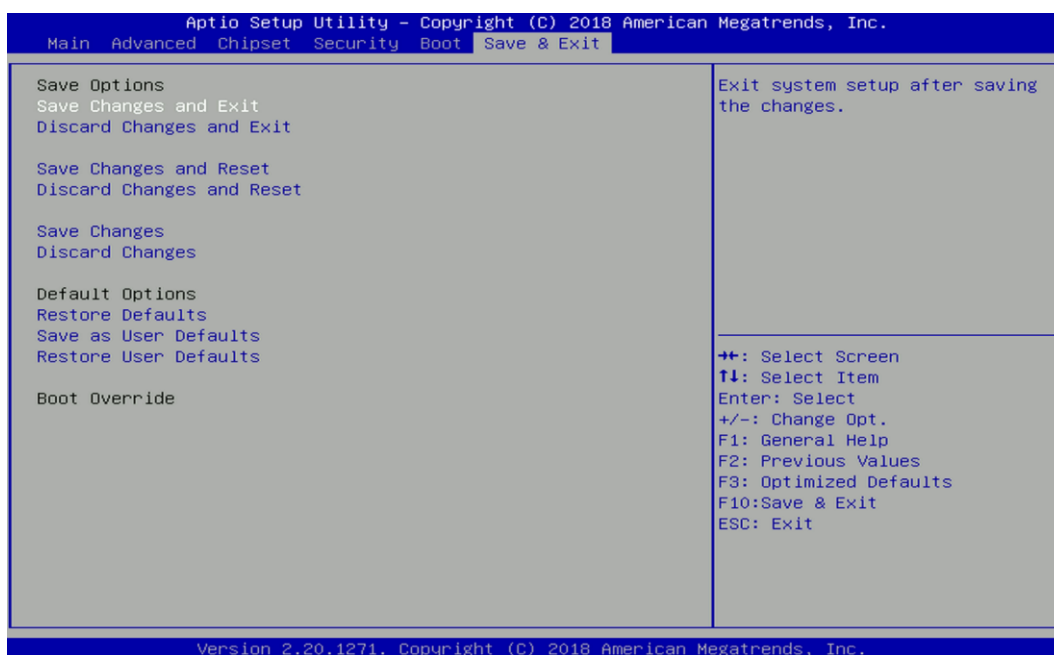 Aptio Setup Utility – Copyright (C) 2018 American Megatrends, Inc.
Main Advanced Chipset Security Boot Save & Exit
Save Options
Save Changes and Exit
Discard Changes and Exit
Save Changes and Reset
Discard Changes and Reset
Save Changes
Discard Changes
Default Options
Restore Defaults
Save as User Defaults
Restore User Defaults
Boot Override
Exit system setup after saving
the changes.
→←: Select Screen
↑↓: Select Item
Enter: Select
+/-: Change Opt.
F1: General Help
F2: Previous Values
F3: Optimized Defaults
F10:Save & Exit
ESC: Exit
Version 2.20.1271. Copyright (C) 2018 American Megatrends, Inc.